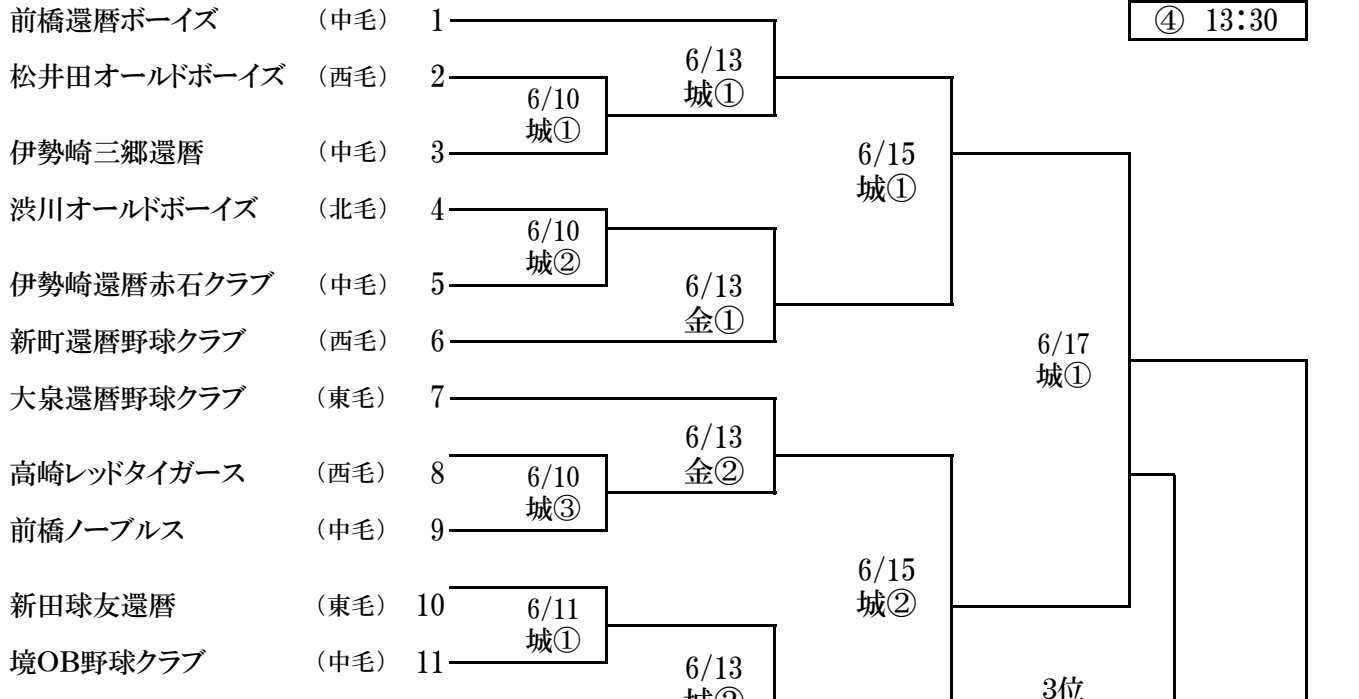 前橋還暦ボーイズ （中毛） 1
④ 13：30
松井田オールドボーイズ （西毛） 2
6/13
城①
6/10
城①
伊勢崎三郷還暦 （中毛） 3
6/15
城①
渋川オールドボーイズ （北毛） 4
6/10
城②
伊勢崎還暦赤石クラブ （中毛） 5
6/13
金①
新町還暦野球クラブ （西毛） 6
6/17
城①
大泉還暦野球クラブ （東毛） 7
6/13
金②
高崎レッドタイガース （西毛） 8
6/10
城③
前橋ノーブルス （中毛） 9
6/15
城②
新田球友還暦 （東毛） 10
6/11
城①
境OB野球クラブ （中毛） 11
6/13
城②
3位